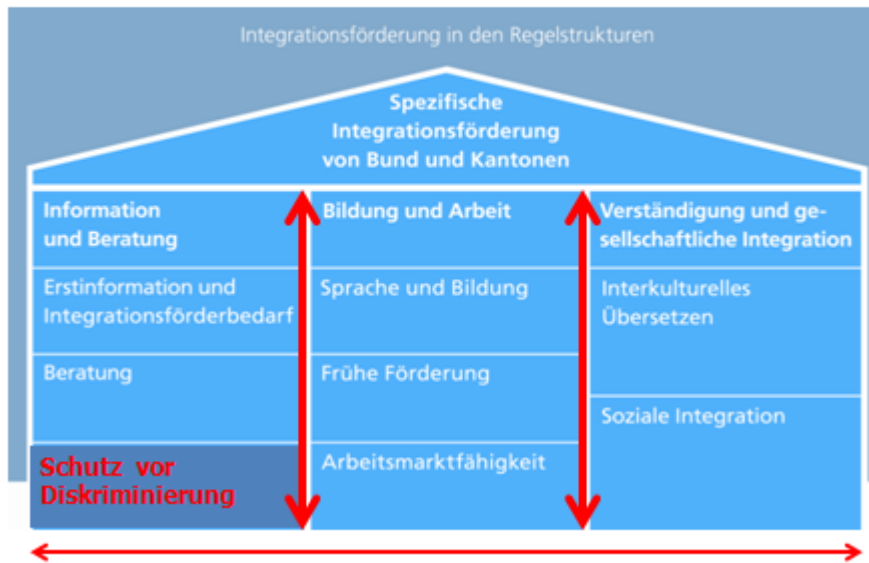 Integrationsförderung in den Regelstrukturen
Spezifische
Integrationsförderung
von Bund und Kantonen
Information
und Beratung
Erstinformation und
Integrationsförderbedarf
Beratung
Schutz vor
Diskriminierung
Bildung und Arbeit
Sprache und Bildung
Frühe Förderung
Arbeitsmarktfähigkeit
Verständigung und ge-
sellschaftliche Integration
Interkulturelles
Übersetzen
Soziale Integration